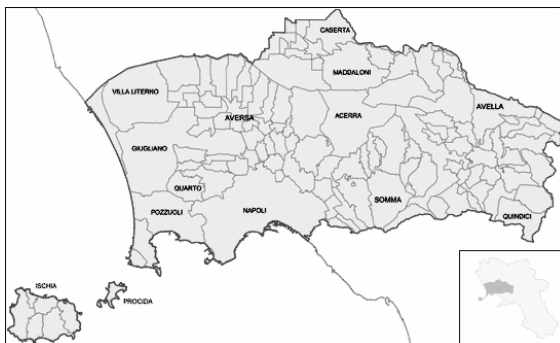 CASERTA
MADDALONI
VILLA LITERNO
AVELLA
AVERSA
ACERRA
GIUGLIANO
QUARTO
SOMMA
POZZUOLI
NAPOLI
QUINDICI
ISCHIA
PROCIDA